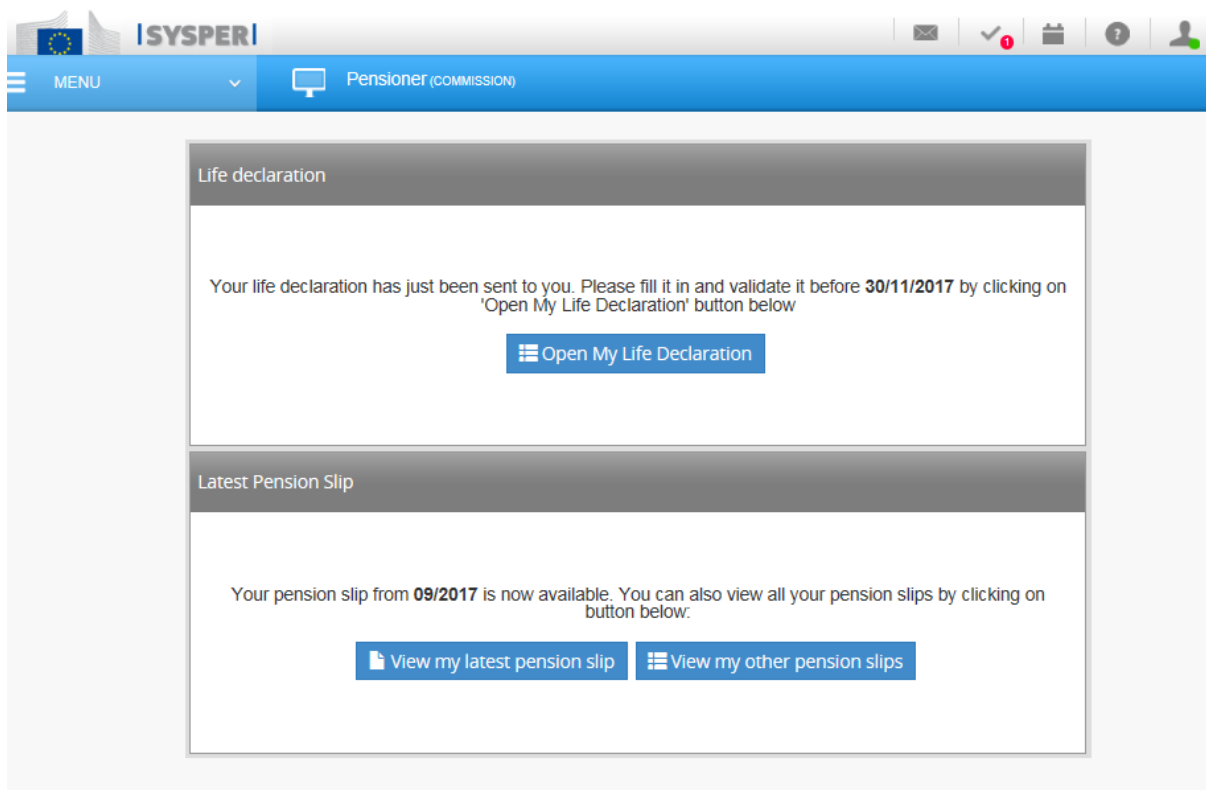 SYSPER
1
?
MENU
Pensioner (COMMISSION)
Life declaration
Your life declaration has just been sent to you. Please fill it in and validate it before 30/11/2017 by clicking on
'Open My Life Declaration' button below
Open My Life Declaration
Latest Pension Slip
Your pension slip from 09/2017 is now available. You can also view all your pension slips by clicking on
button below:
View my latest pension slip
View my other pension slips